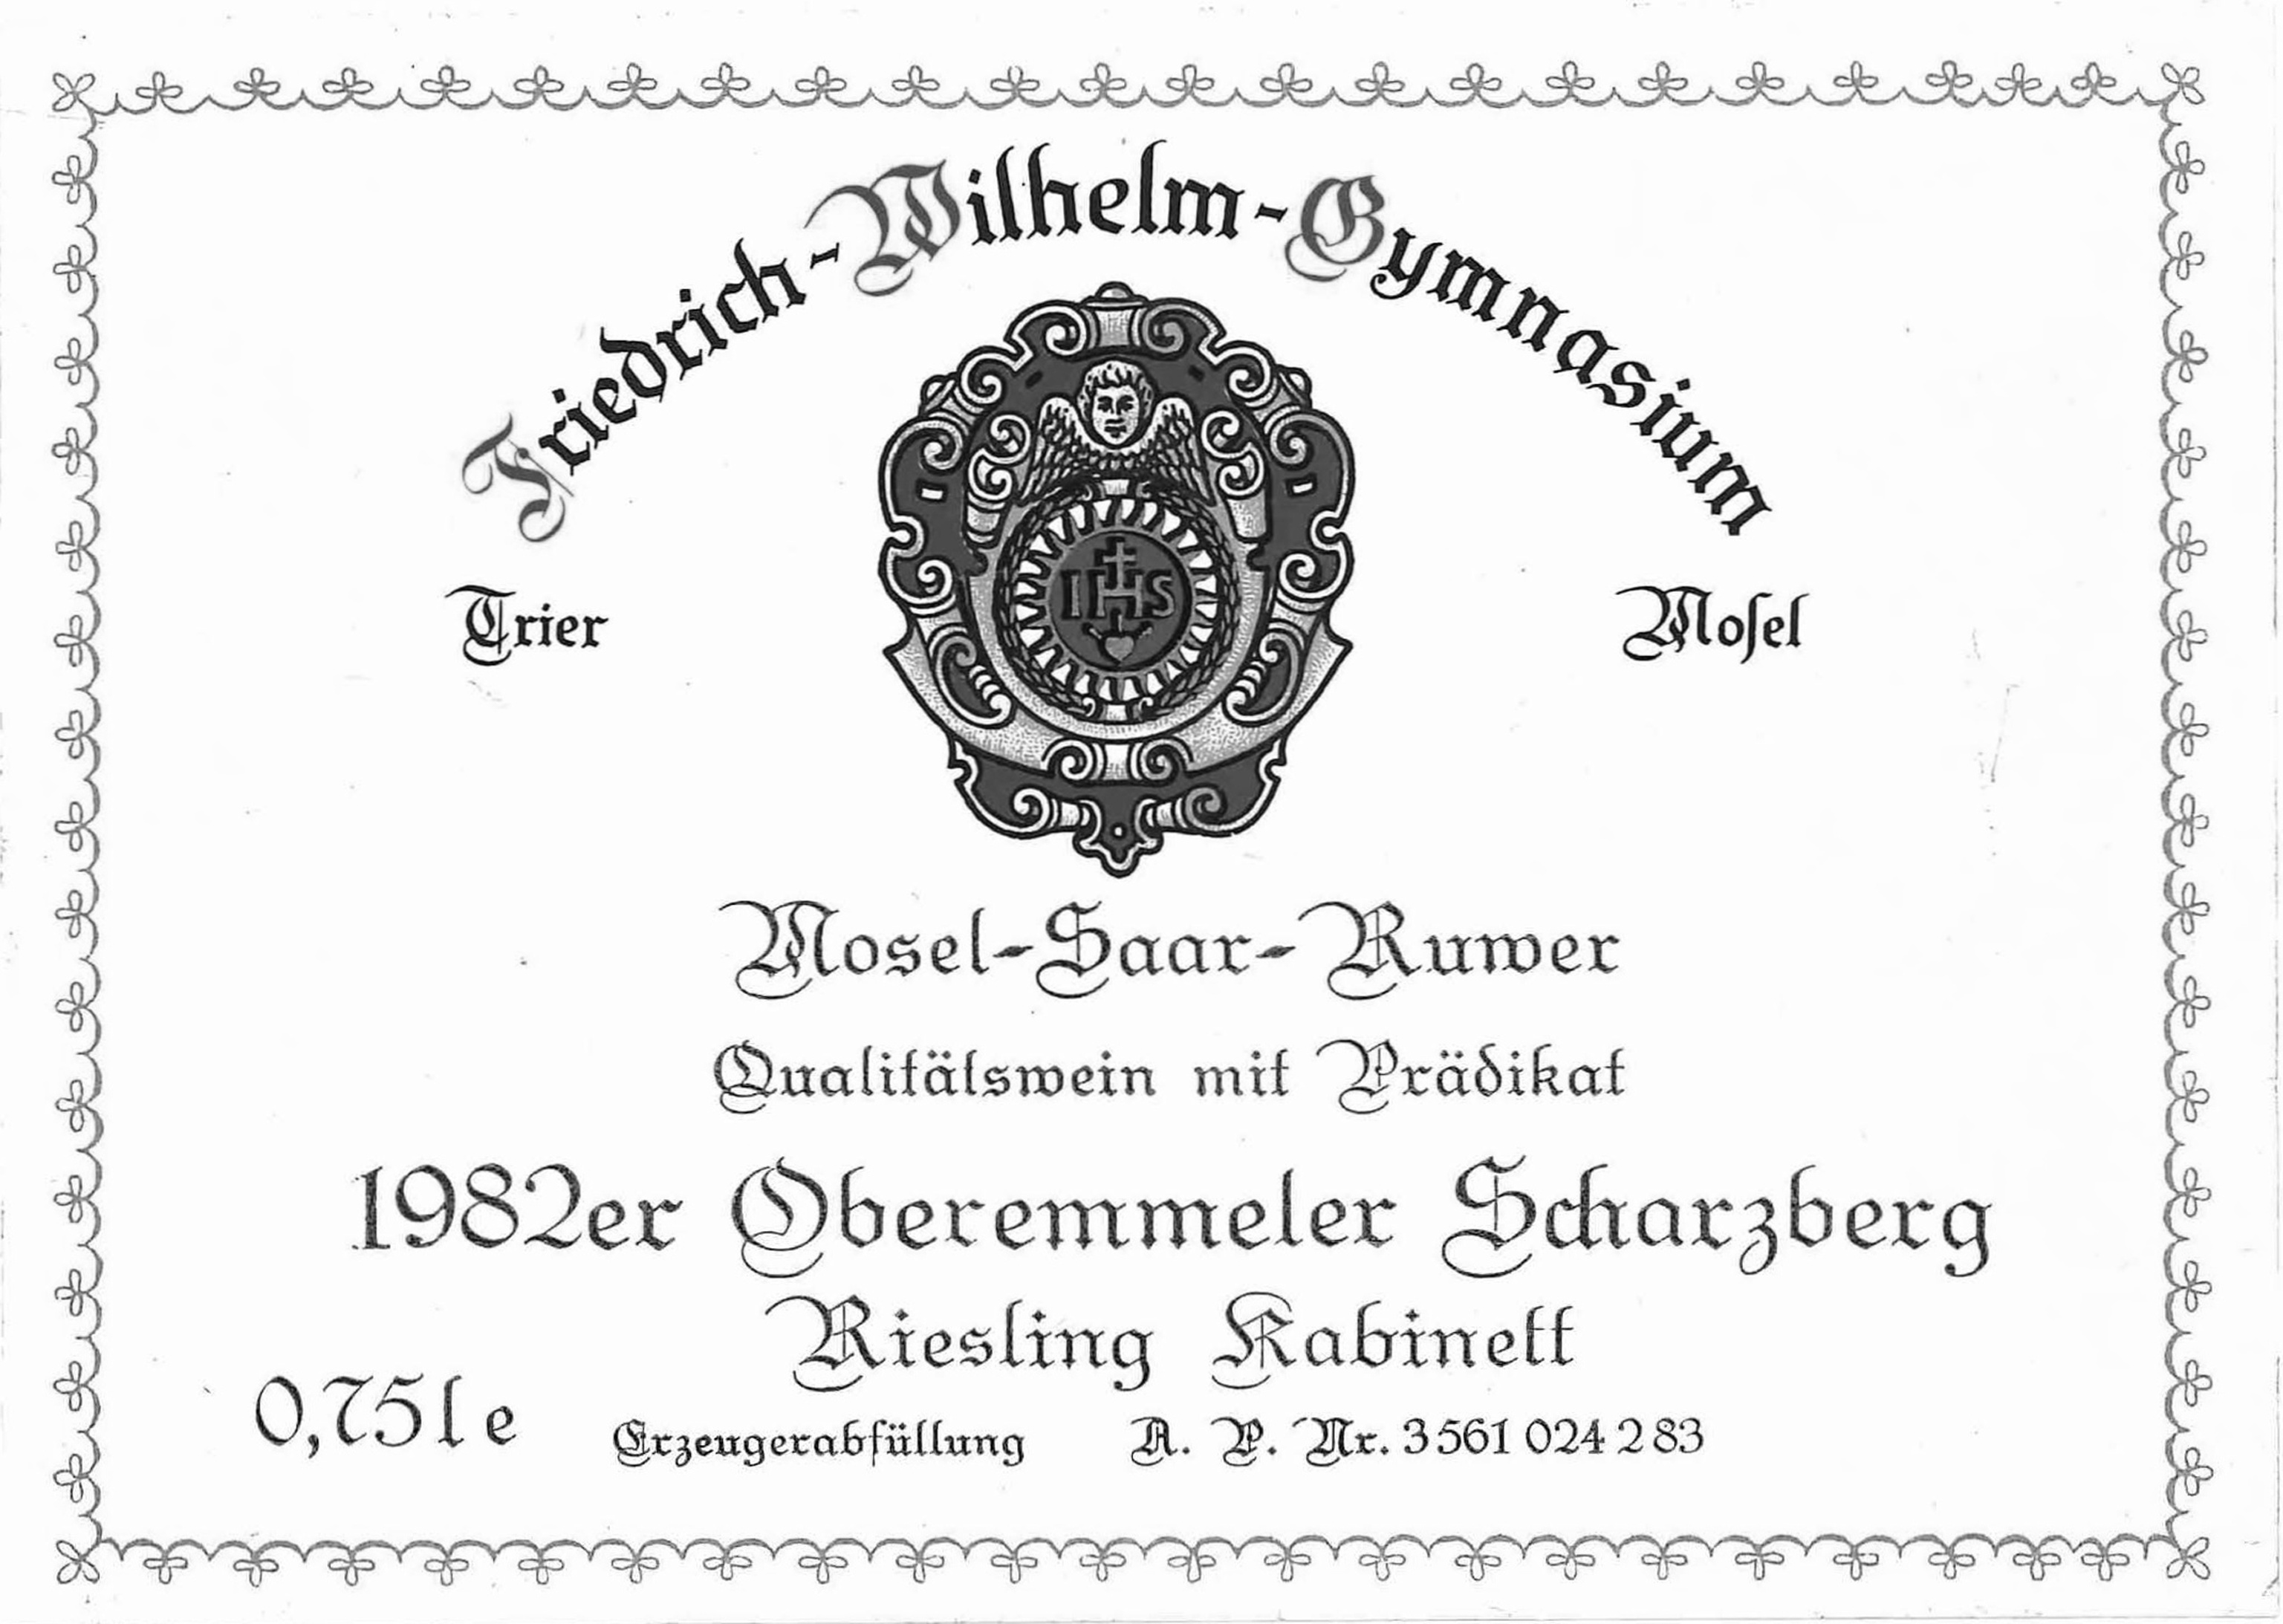 Friedrich-Wilhelm-Gymnasium
IHS
Trier Moſel
Mosel-Saar-Ruwer
Qualitätswein mit Prädikat
1982er Oberemmeler Scharzberg
Riesling Kabinett
0,75 l e Erzeugerabfüllung A. P. Nr. 3 561 024 2 83